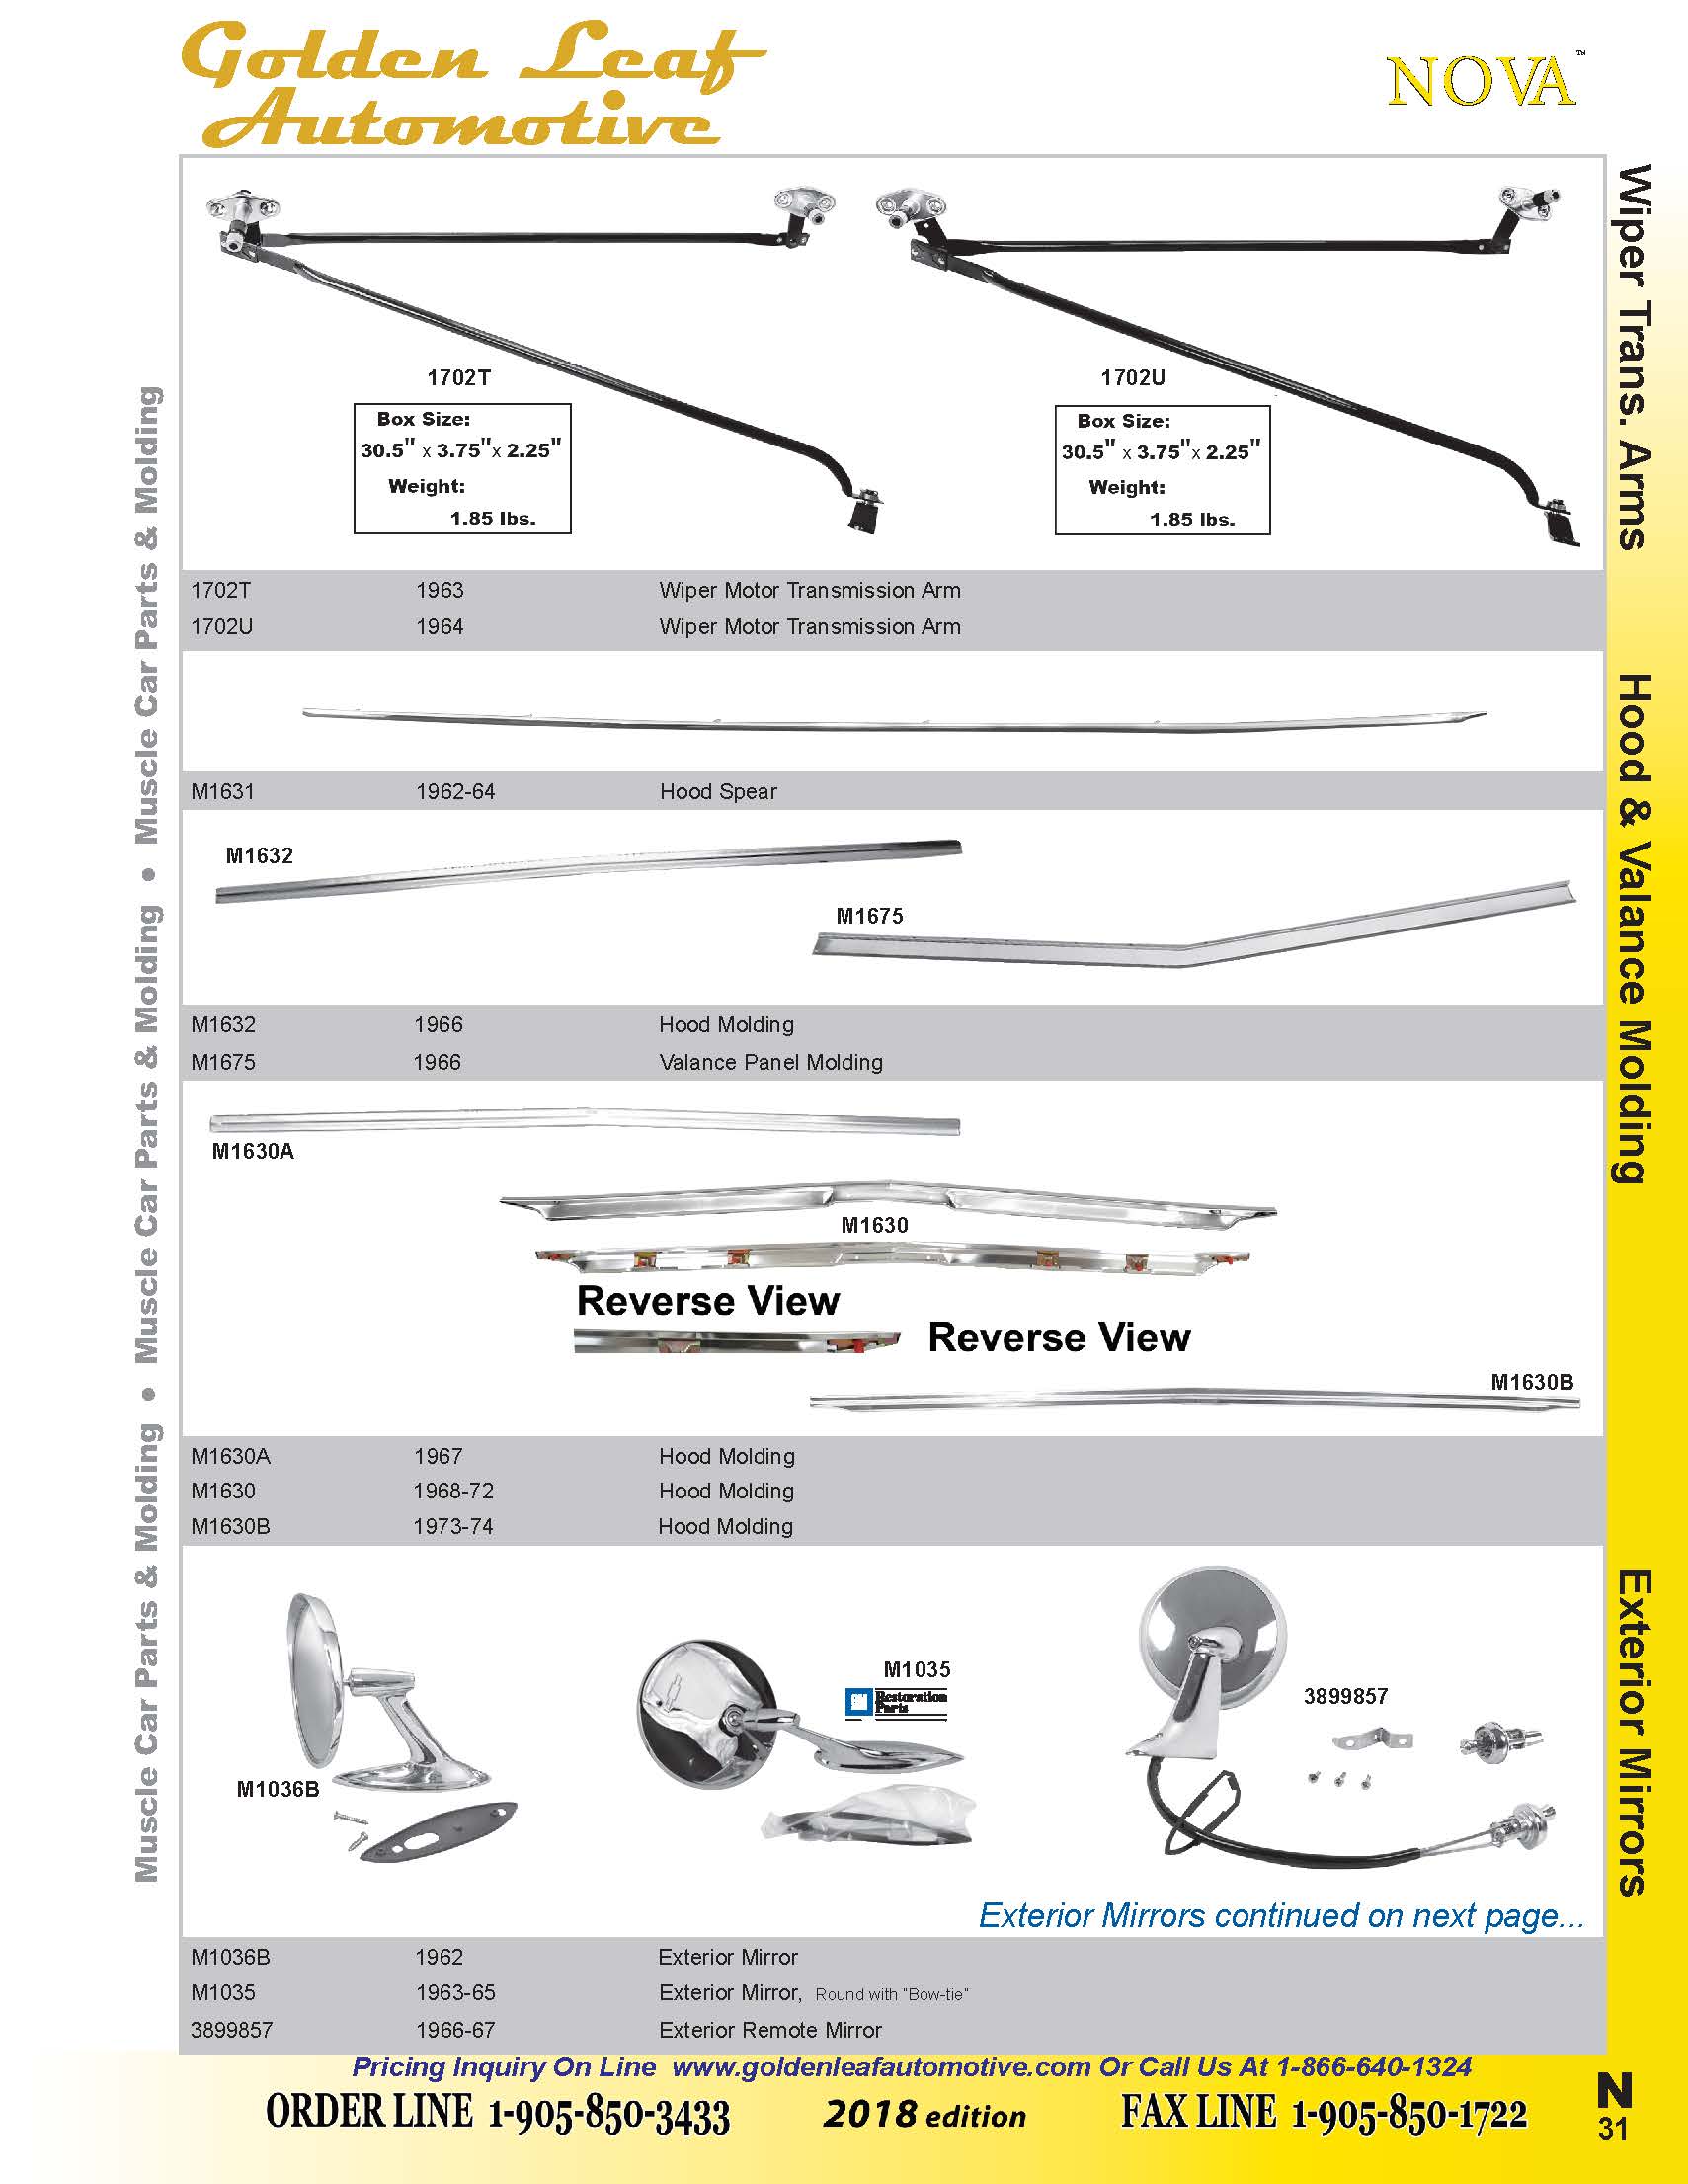 Golden Leaf
Automotive
NOVA™
Wiper Trans. Arms
Hood & Valance Molding
Exterior Mirrors
Muscle Car Parts & Molding • Muscle Car Parts & Molding • Muscle Car Parts & Molding
1702T
Box Size:
30.5" x 3.75"x 2.25"
Weight:
1.85 lbs.
1702U
Box Size:
30.5" x 3.75"x 2.25"
Weight:
1.85 lbs.
1702T 1963 Wiper Motor Transmission Arm
1702U 1964 Wiper Motor Transmission Arm
M1631 1962-64 Hood Spear
M1632
M1675
M1632 1966 Hood Molding
M1675 1966 Valance Panel Molding
M1630A
M1630
Reverse View
Reverse View
M1630B
M1630A 1967 Hood Molding
M1630 1968-72 Hood Molding
M1630B 1973-74 Hood Molding
M1036B
M1035
GM Restoration
Parts
3899857
Exterior Mirrors continued on next page...
M1036B 1962 Exterior Mirror
M1035 1963-65 Exterior Mirror, Round with "Bow-tie"
3899857 1966-67 Exterior Remote Mirror
Pricing Inquiry On Line www.goldenleafautomotive.com Or Call Us At 1-866-640-1324
ORDER LINE 1-905-850-3433 2018 edition FAX LINE 1-905-850-1722
N
31